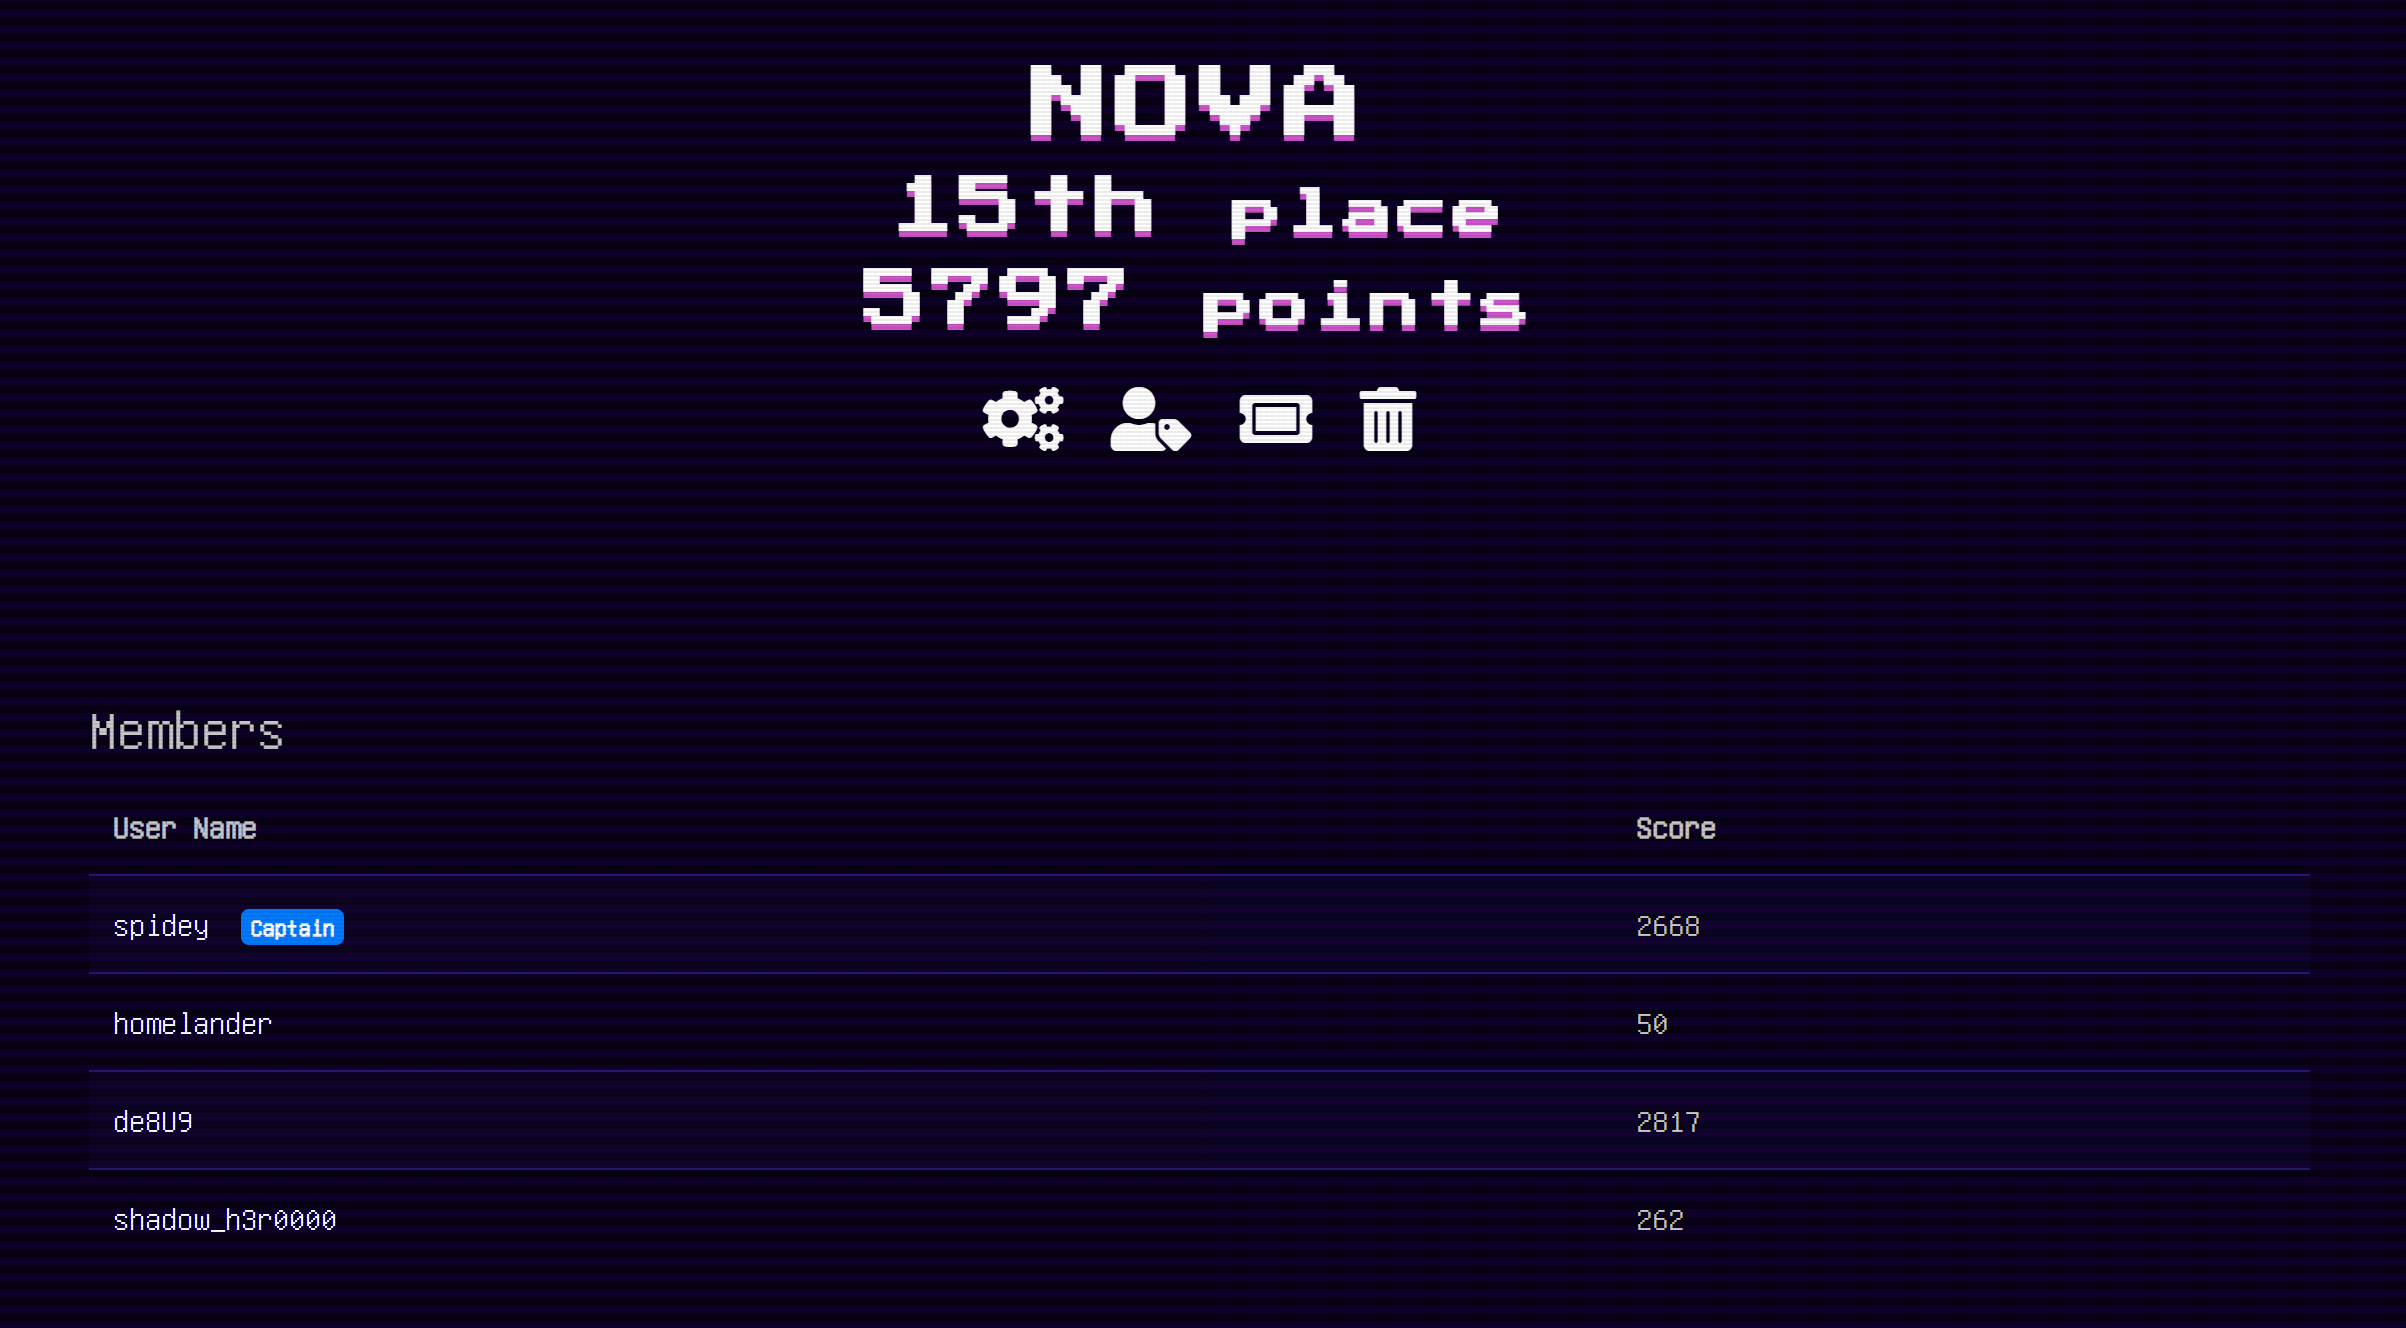 NOVA
15th place
5797 points
Members
User Name Score
spidey Captain 2668
homelander 50
de8U9 2817
shadow_h3r0000 262